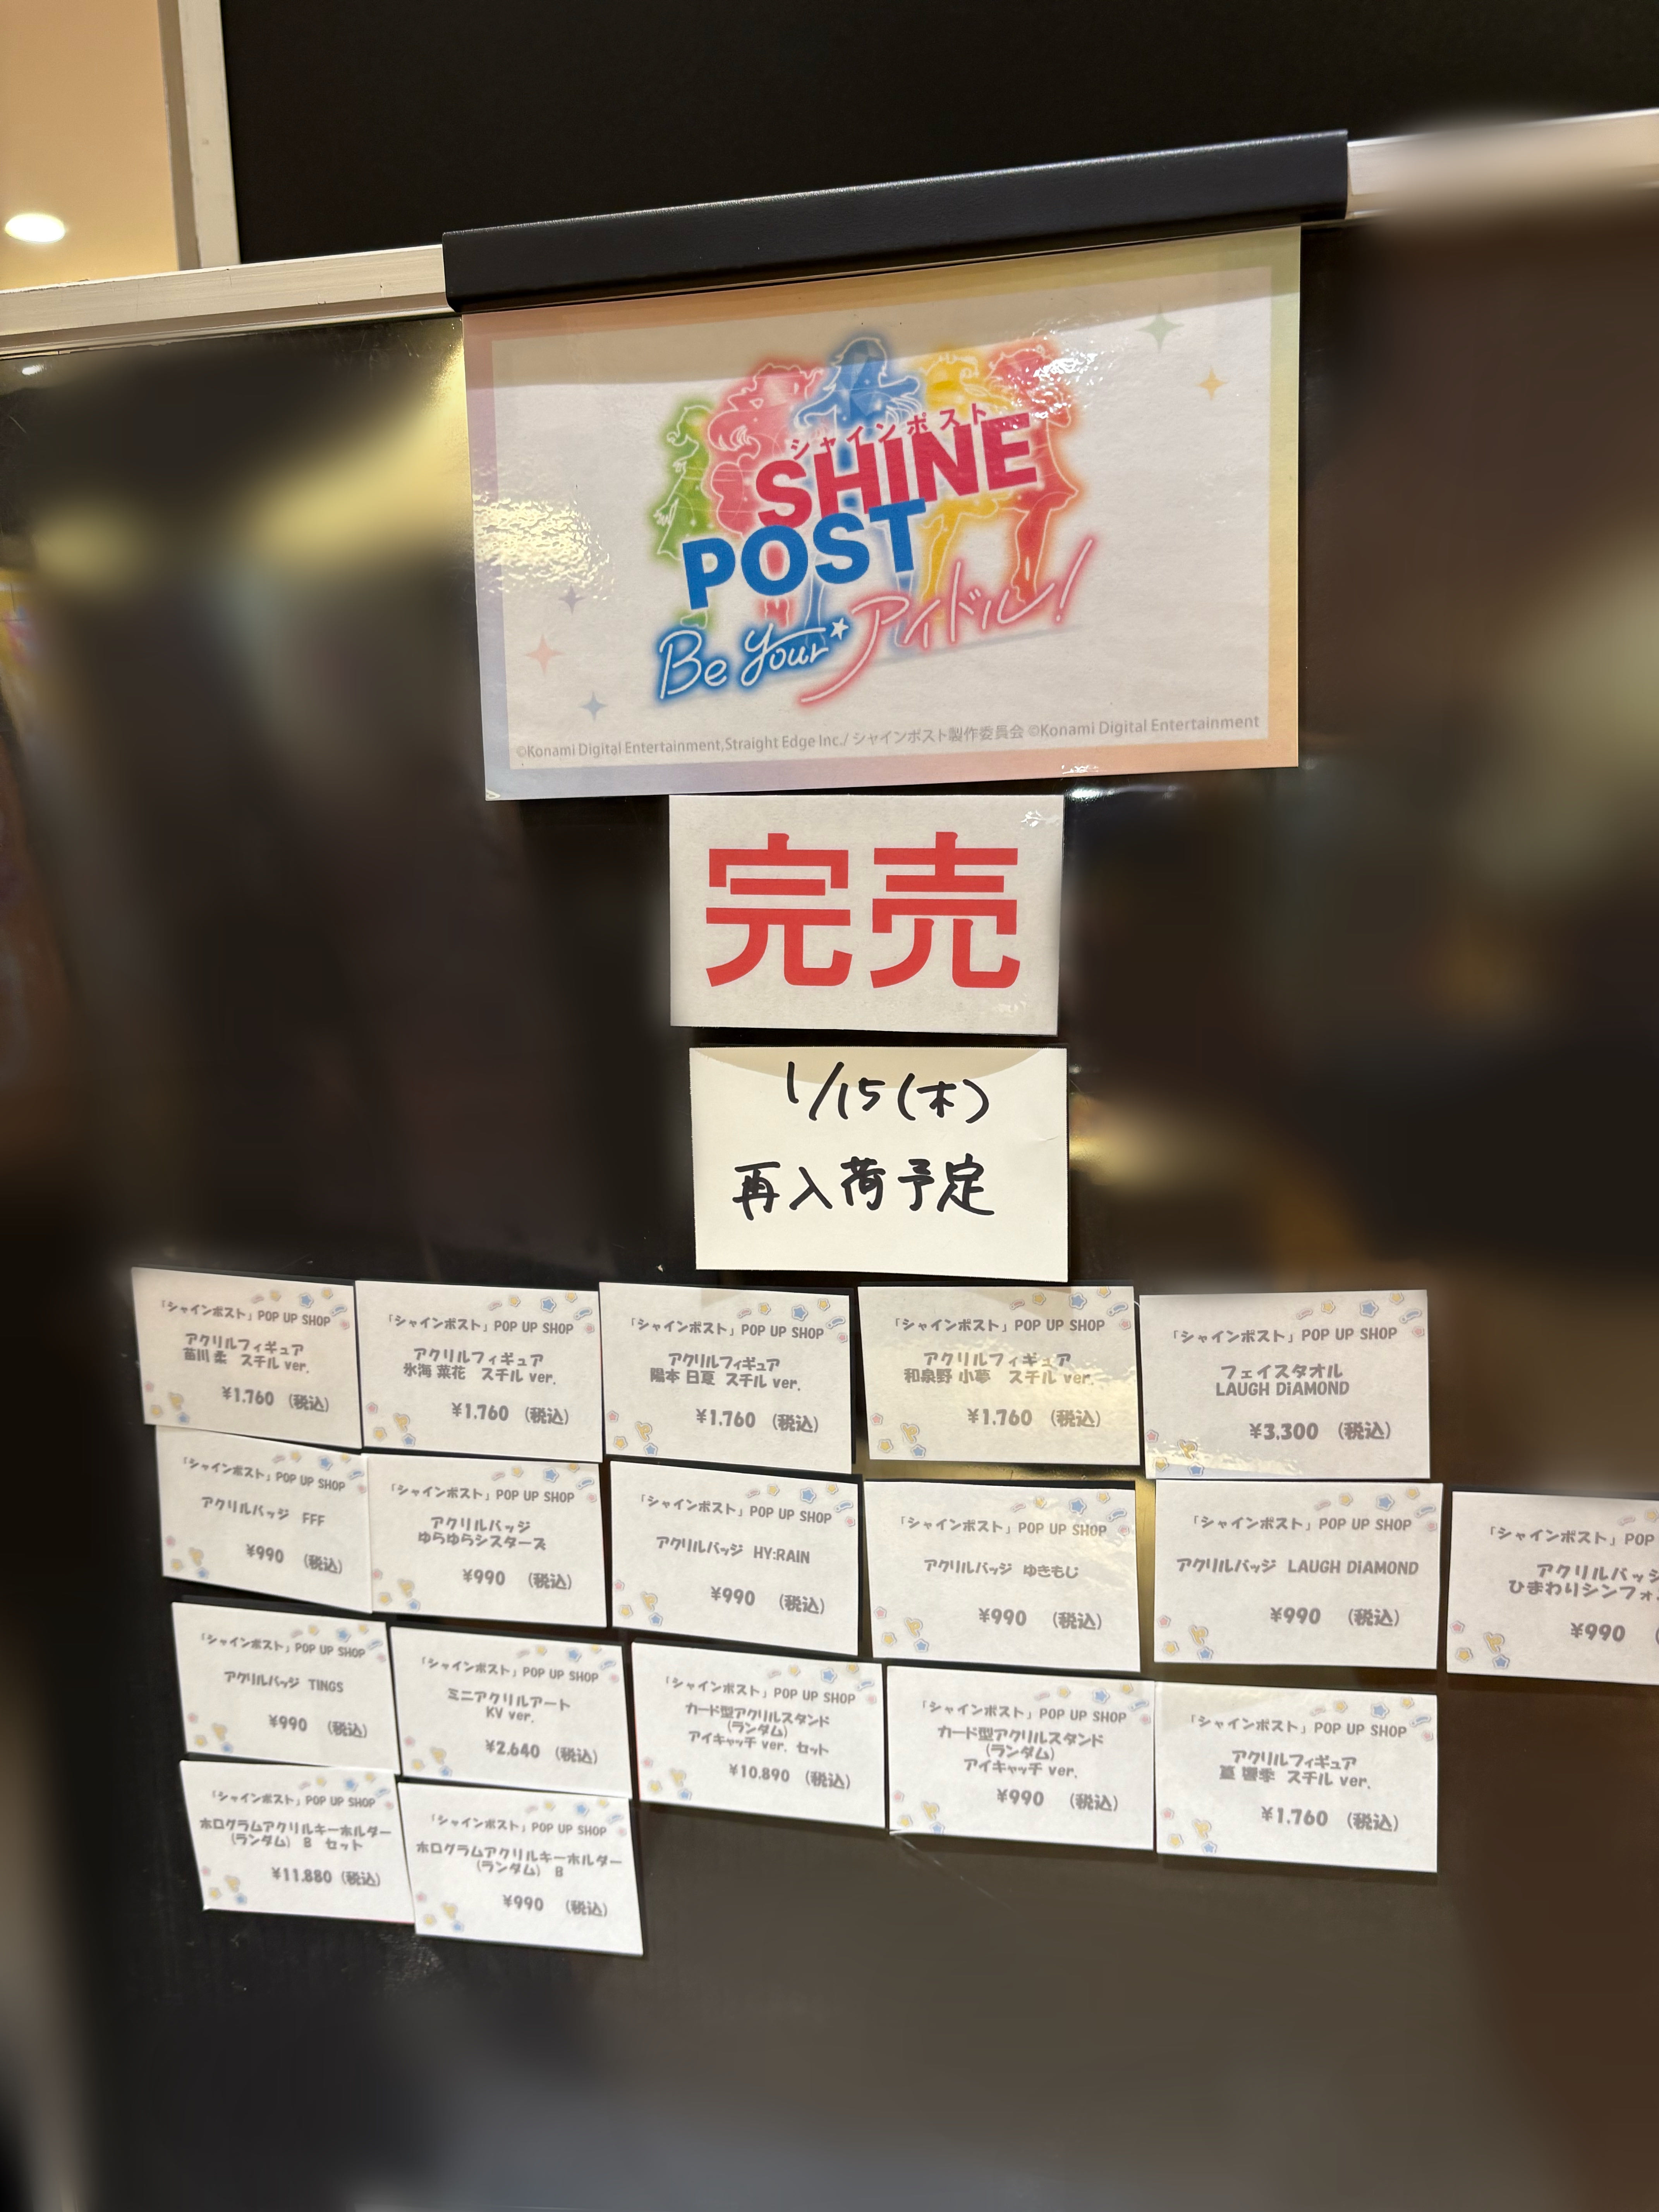 シャインポスト
SHINE
POST
Be Your アイドル!
©Konami Digital Entertainment,Straight Edge Inc./ シャインポスト製作委員会 ©Konami Digital Entertainment
完売
1/15(木)
再入荷予定
「シャインポスト」POP UP SHOP
アクリルフィギュア
苗川 柔 スチル ver.
¥1,760 (税込)
「シャインポスト」POP UP SHOP
アクリルフィギュア
氷海 菜花 スチル ver.
¥1,760 (税込)
「シャインポスト」POP UP SHOP
アクリルフィギュア
陽本 日夏 スチル ver.
¥1,760 (税込)
「シャインポスト」POP UP SHOP
アクリルフィギュア
和泉野 小夢 スチル ver.
¥1,760 (税込)
「シャインポスト」POP UP SHOP
フェイスタオル
LAUGH DiAMOND
¥3,300 (税込)
「シャインポスト」POP UP SHOP
アクリルバッジ FFF
¥990 (税込)
「シャインポスト」POP UP SHOP
アクリルバッジ
ゆらゆらシスターズ
¥990 (税込)
「シャインポスト」POP UP SHOP
アクリルバッジ HY:RAIN
¥990 (税込)
「シャインポスト」POP UP SHOP
アクリルバッジ ゆきもじ
¥990 (税込)
「シャインポスト」POP UP SHOP
アクリルバッジ LAUGH DiAMOND
¥990 (税込)
「シャインポスト」POP
アクリルバッジ
ひまわりシンフォ
¥990 (
「シャインポスト」POP UP SHOP
アクリルバッジ TINGS
¥990 (税込)
「シャインポスト」POP UP SHOP
ミニアクリルアート
KV ver.
¥2,640 (税込)
「シャインポスト」POP UP SHOP
カード型アクリルスタンド
(ランダム)
アイキャッチ ver. セット
¥10,890 (税込)
「シャインポスト」POP UP SHOP
カード型アクリルスタンド
(ランダム)
アイキャッチ ver.
¥990 (税込)
「シャインポスト」POP UP SHOP
アクリルフィギュア
響季 スチル ver.
¥1,760 (税込)
「シャインポスト」POP UP SHOP
ホログラムアクリルキーホルダー
(ランダム) B セット
¥11,880 (税込)
「シャインポスト」POP UP SHOP
ホログラムアクリルキーホルダー
(ランダム) B
¥990 (税込)